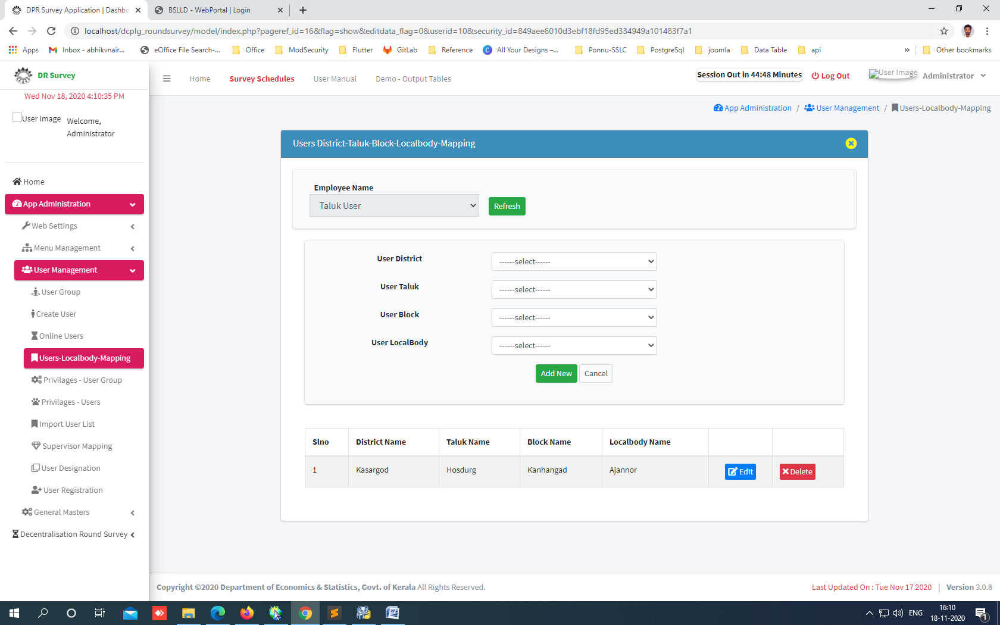 DPR Survey Application | Dashbo
BSLLD - WebPortal | Login
localhost/dcplg_roundsurvey/model/index.php?pageref_id=16&flag=show&editdata_flag=0&userid=10&security_id=849aee6010d3ebf18fd95ed334949a101483f7a1
Apps
Inbox - abhikvnair...
eOffice File Search-...
Office
ModSecurity
Flutter
GitLab
Reference
All Your Designs –...
Ponnu-SSLC
PostgreSql
joomla
Data Table
api
»
Other bookmarks
DR Survey
Home
Survey Schedules
User Manual
Demo - Output Tables
Session Out in 44:48 Minutes
Log Out
User Image
Administrator
Wed Nov 18, 2020 4:10:35 PM
User Image
Welcome,
Administrator
App Administration / User Management / Users-Localbody-Mapping
Home
App Administration
Web Settings
Menu Management
User Management
User Group
Create User
Online Users
Users-Localbody-Mapping
Privilages - User Group
Privilages - Users
Import User List
Supervisor Mapping
User Designation
User Registration
General Masters
Decentralisation Round Survey
Users District-Taluk-Block-Localbody-Mapping
Employee Name
Taluk User
Refresh
User District
------select------
User Taluk
------select------
User Block
------select------
User LocalBody
------select------
Add New
Cancel
Slno District Name Taluk Name Block Name Localbody Name
1 Kasargod Hosdurg Kanhangad Ajannor Edit Delete
Copyright ©2020 Department of Economics & Statistics, Govt. of Kerala All Rights Reserved.
Last Updated On : Tue Nov 17 2020 | Version 3.0.8
ENG
16:10
18-11-2020
1